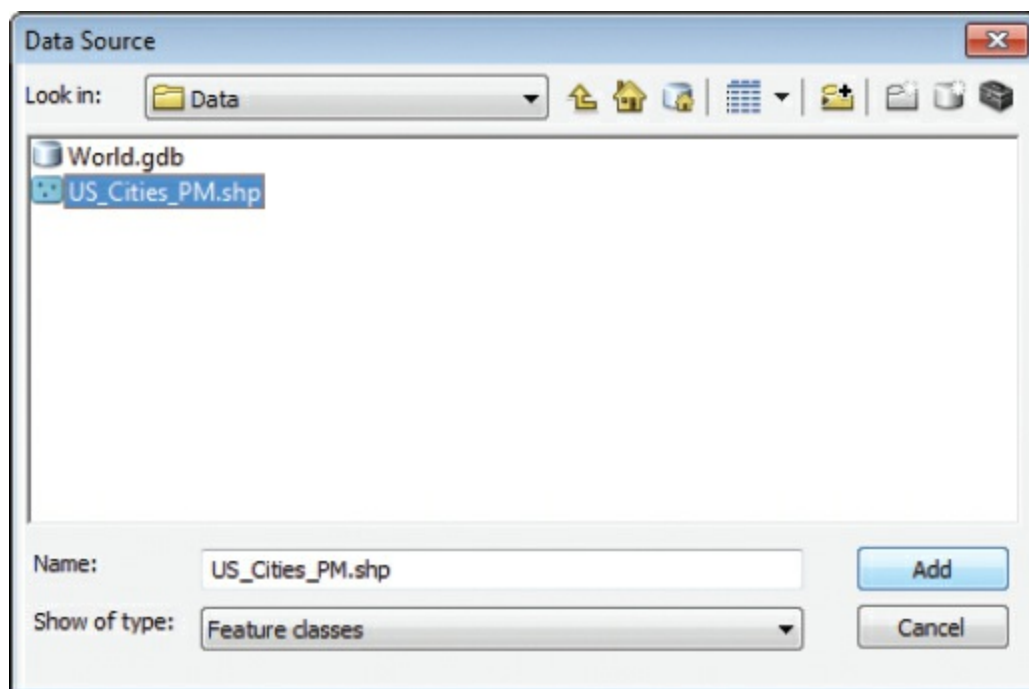 Data Source
Look in: Data
World.gdb
US_Cities_PM.shp
Name: US_Cities_PM.shp Add
Show of type: Feature classes Cancel